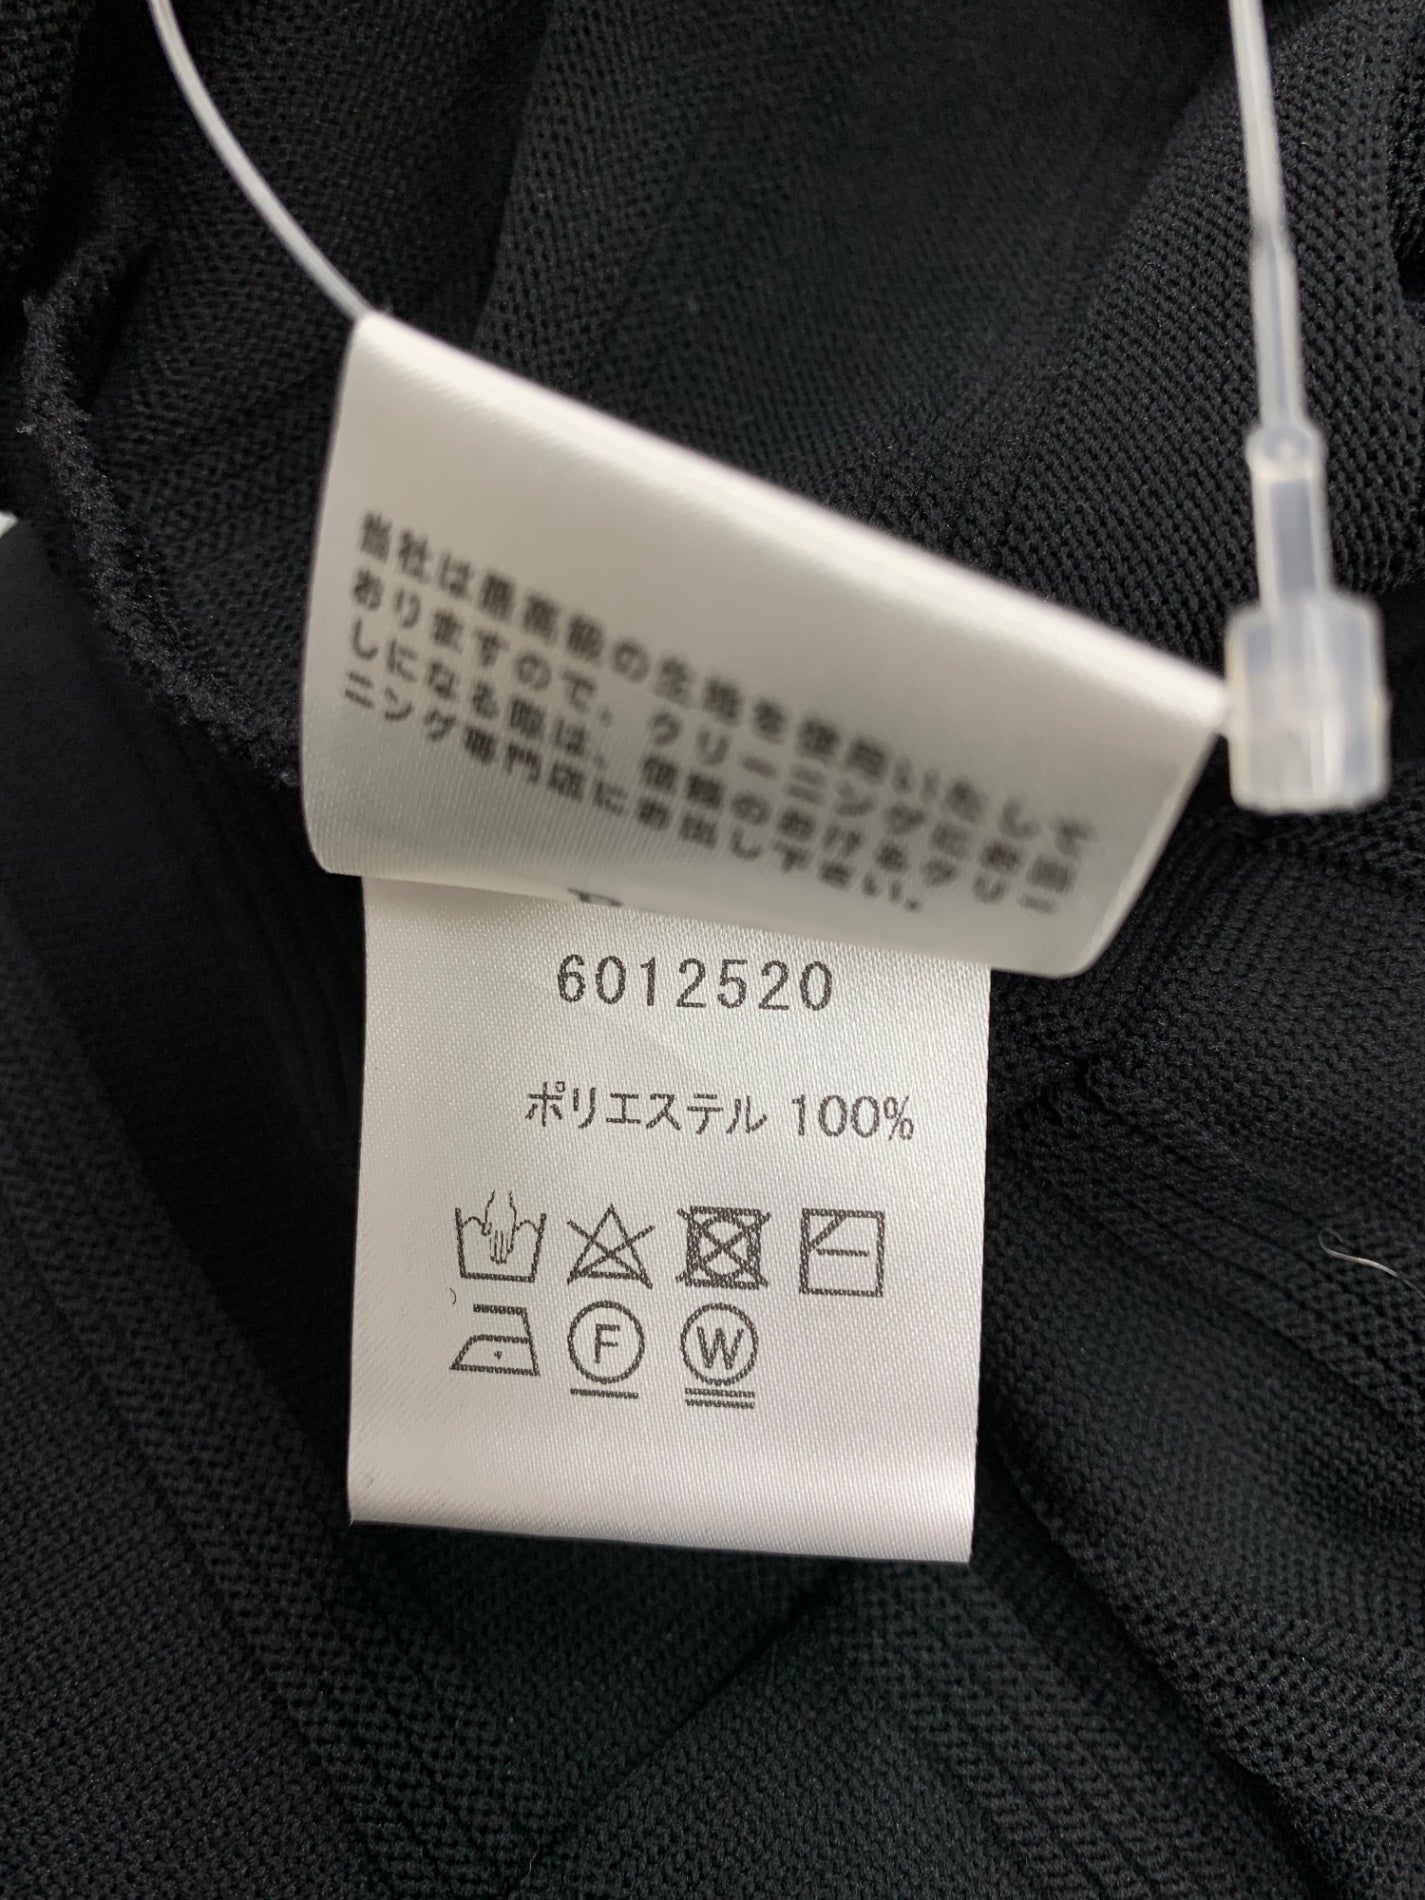 当社は最高級の生地を使用いたして
おりますので、クリーニングにお出
しになる際は、信頼のおけるクリー
ニング専門店にお出し下さい。
6012520
ポリエステル 100%
F W